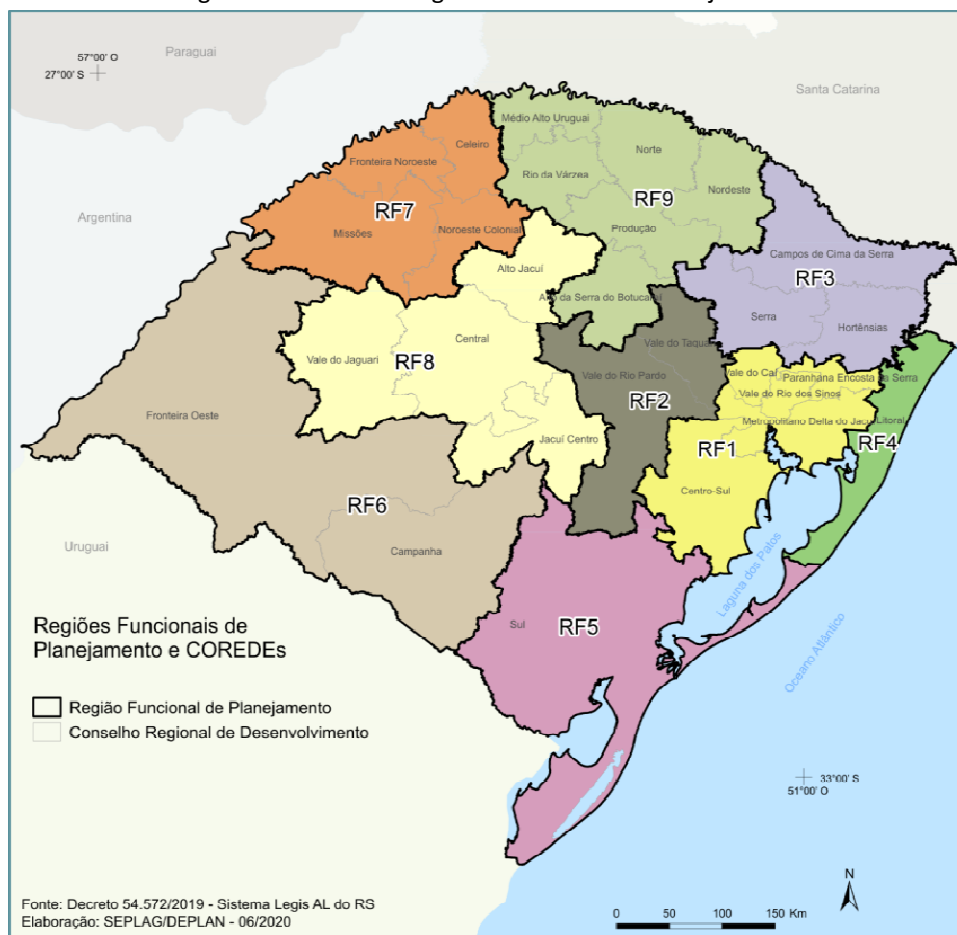 Paraguai
57°00' O
27°00' S
Santa Catarina
Argentina
Uruguai
Médio Alto Uruguai
Norte
Celeiro
Fronteira Noroeste
Rio da Várzea
Nordeste
RF9
RF7
Missões
Noroeste Colonial
Produção
Campos de Cima da Serra
Alto Jacuí
RF3
Alto da Serra do Botucaraí
Serra
Hortênsias
Central
Vale do Jaguari
RF8
Vale do Taquari
Vale do Rio Pardo
RF2
Vale do Caí
Paranhana Encosta da Serra
Vale do Rio dos Sinos
Metropolitano Delta do Jacuí
Litoral
RF4
Fronteira Oeste
Jacuí Centro
RF1
Centro-Sul
RF6
Campanha
Laguna dos Patos
Sul
RF5
Oceano Atlântico
Regiões Funcionais de
Planejamento e COREDEs
Região Funcional de Planejamento
Conselho Regional de Desenvolvimento
33°00' S
51°00' O
N
Fonte: Decreto 54.572/2019 - Sistema Legis AL do RS
Elaboração: SEPLAG/DEPLAN - 06/2020
0 50 100 150 Km